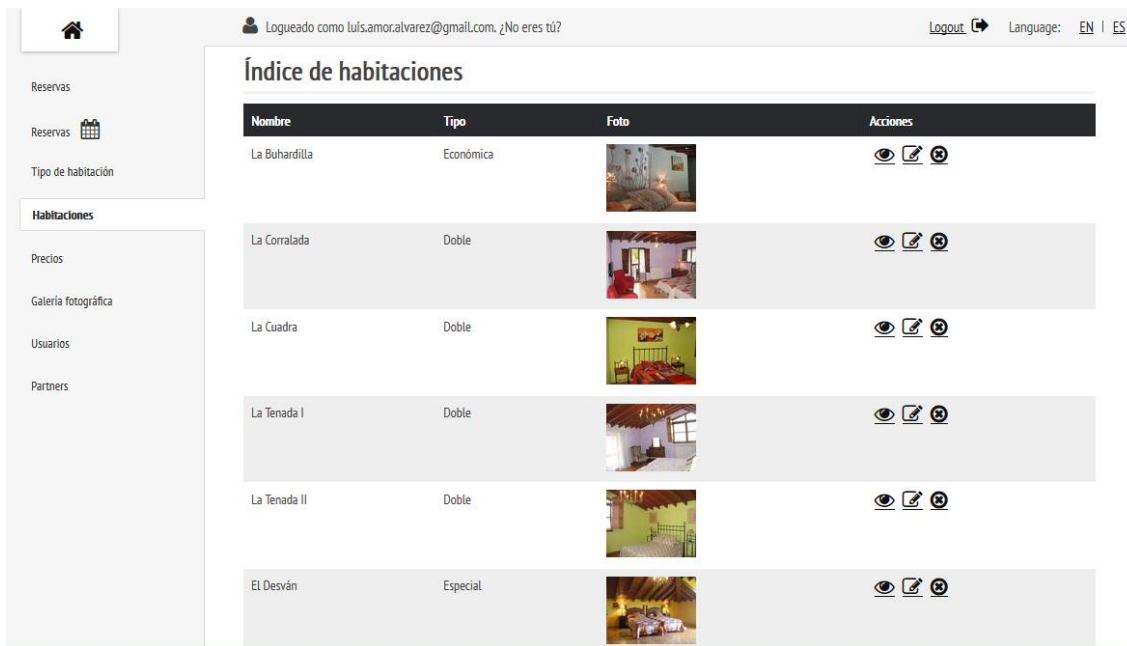 Logueado como luis.amor.alvarez@gmail.com. ¿No eres tú? Logout Language: EN | ES
Reservas
Reservas
Tipo de habitación
Habitaciones
Precios
Galería fotográfica
Usuarios
Partners
Índice de habitaciones
Nombre Tipo Foto Acciones
La Buhardilla Económica
La Corralada Doble
La Cuadra Doble
La Tenada I Doble
La Tenada II Doble
El Desván Especial